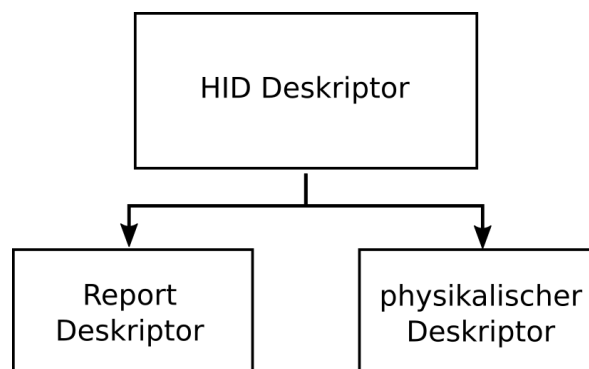 HID Deskriptor
Report
Deskriptor
physikalischer
Deskriptor